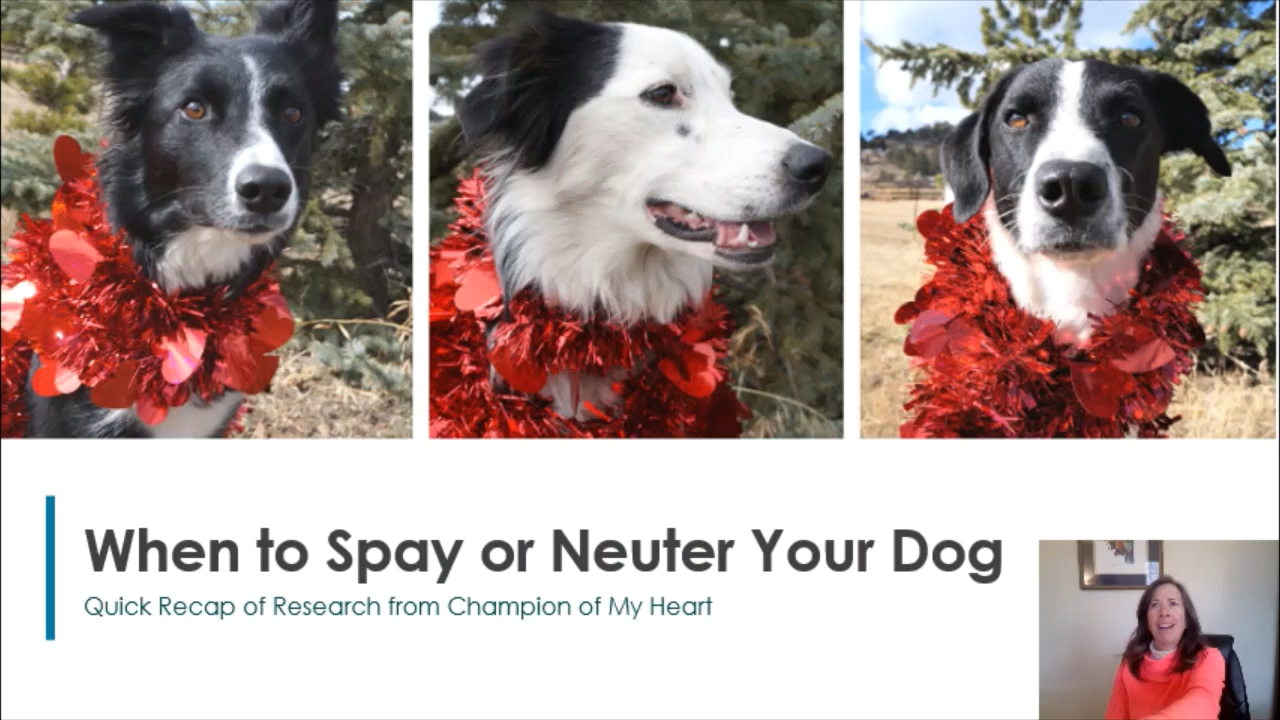 When to Spay or Neuter Your Dog
Quick Recap of Research from Champion of My Heart